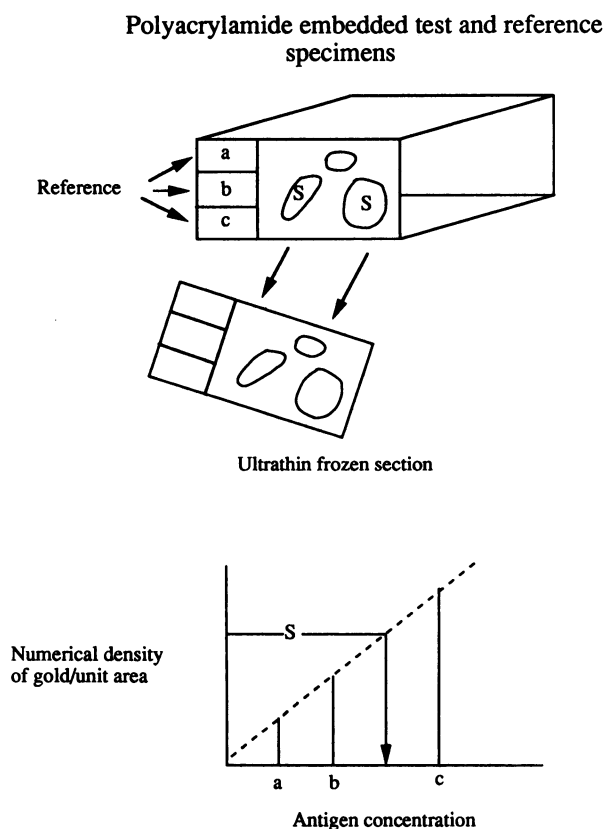 Polyacrylamide embedded test and reference
specimens
a
Reference
b
S
S
c
Ultrathin frozen section
S
Numerical density
of gold/unit area
a
b
c
Antigen concentration